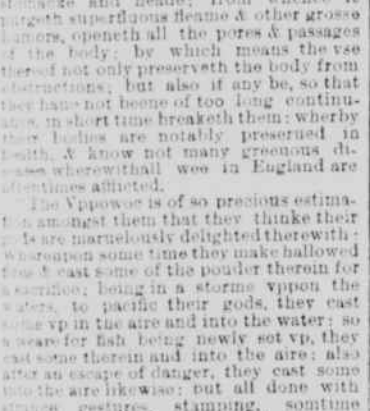 stomacke and heade; from whence it
purgeth superfluous fleame & other grosse
humors, openeth all the pores & passages
of the body; by which means the vse
thereof not only preserveth the body from
obstructions; but also if any be, so that
they haue not beene of too long continu-
ance, in short time breaketh them: wherby
their bodies are notably preserued in
health, & know not many greeuous di-
seases wherewithall wee in England are
oftentimes afflicted.
"The Vppowoc is of so precious estima-
tion amongst them that they thinke their
gods are maruelously delighted therewith:
whereupon some time they make hallowed
fires & cast some of the pouder therein for
a sacrifice; being in a storme vppon the
waters, to pacifie their gods, they cast
some vp in the aire and into the water; so
a weare for fish being newly set vp, they
cast some therein and into the aire; also
after an escape of danger, they cast some
into the aire likewise; but all done with
strange gestures, stamping, somtime